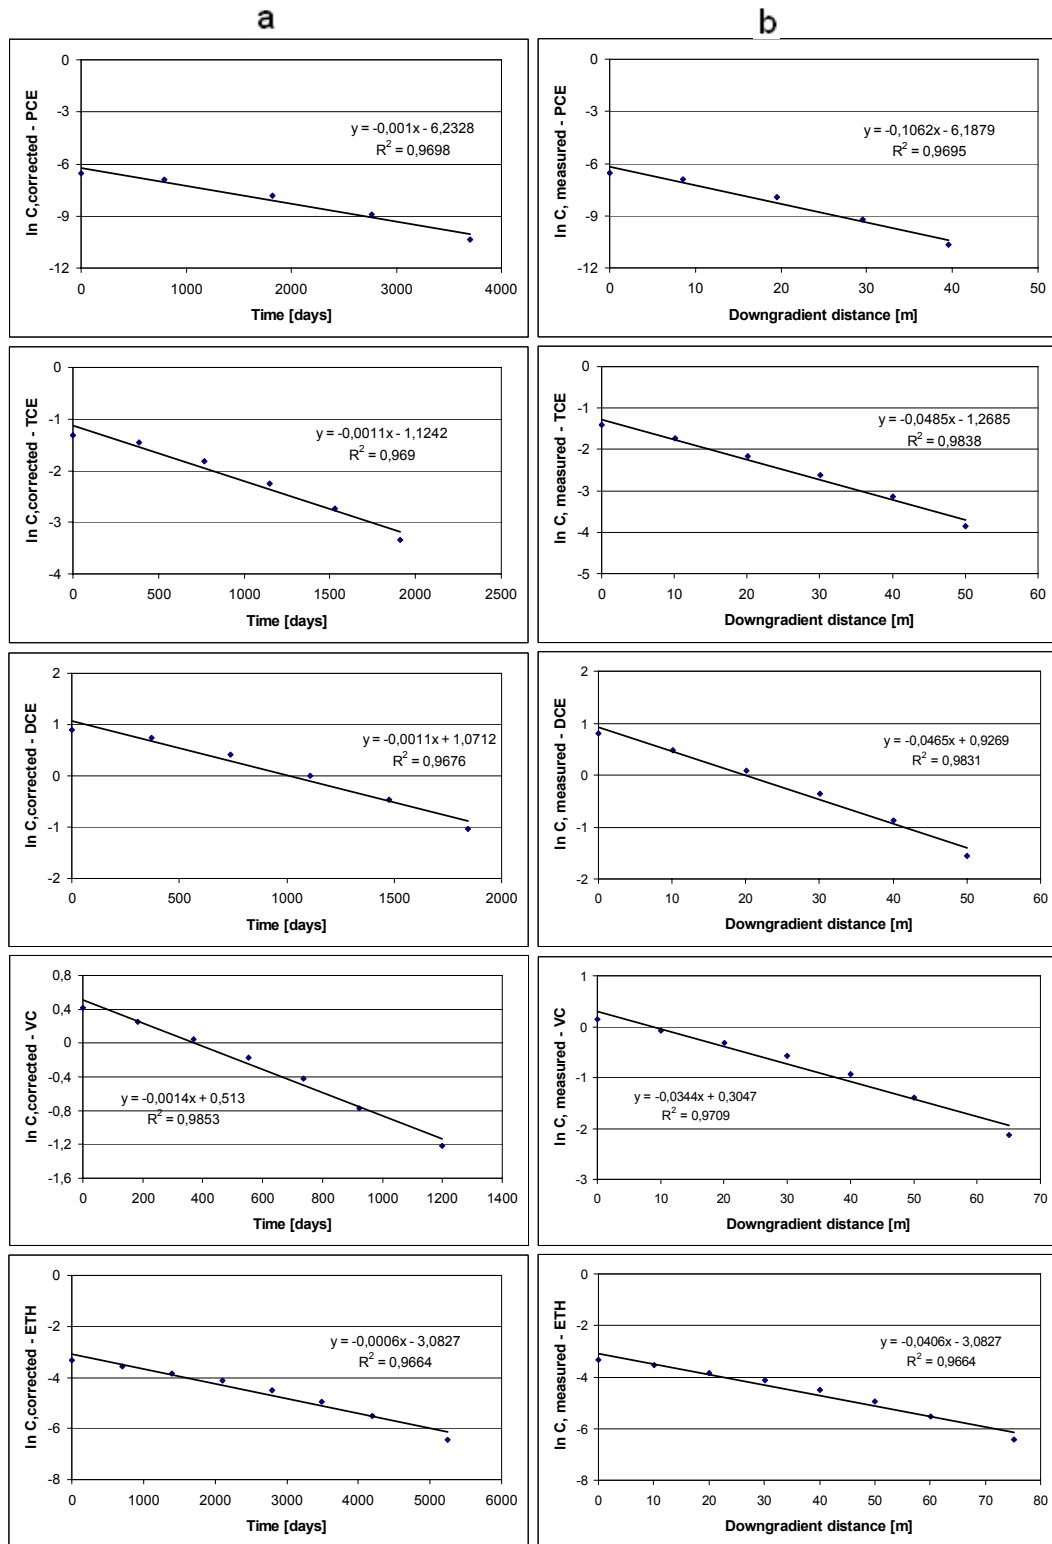 a
b
ln C,corrected - PCE
0
-3
-6
-9
-12
y = -0,001x - 6,2328
R² = 0,9698
0 1000 2000 3000 4000
Time [days]
ln C, measured - PCE
0
-3
-6
-9
-12
y = -0,1062x - 6,1879
R² = 0,9695
0 10 20 30 40 50
Downgradient distance [m]
ln C,corrected - TCE
0
-1
-2
-3
-4
y = -0,0011x - 1,1242
R² = 0,969
0 500 1000 1500 2000 2500
Time [days]
ln C, measured - TCE
0
-1
-2
-3
-4
-5
y = -0,0485x - 1,2685
R² = 0,9838
0 10 20 30 40 50 60
Downgradient distance [m]
ln C,corrected - DCE
2
1
0
-1
-2
y = -0,0011x + 1,0712
R² = 0,9676
0 500 1000 1500 2000
Time [days]
ln C, measured - DCE
2
1
0
-1
-2
y = -0,0465x + 0,9269
R² = 0,9831
0 10 20 30 40 50 60
Downgradient distance [m]
ln C,corrected - VC
0,8
0,4
0
-0,4
-0,8
-1,2
-1,6
y = -0,0014x + 0,513
R² = 0,9853
0 200 400 600 800 1000 1200 1400
Time [days]
ln C, measured - VC
1
0
-1
-2
-3
y = -0,0344x + 0,3047
R² = 0,9709
0 10 20 30 40 50 60 70
Downgradient distance [m]
ln C,corrected - ETH
0
-2
-4
-6
-8
y = -0,0006x - 3,0827
R² = 0,9664
0 1000 2000 3000 4000 5000 6000
Time [days]
ln C, measured - ETH
0
-2
-4
-6
-8
y = -0,0406x - 3,0827
R² = 0,9664
0 10 20 30 40 50 60 70 80
Downgradient distance [m]